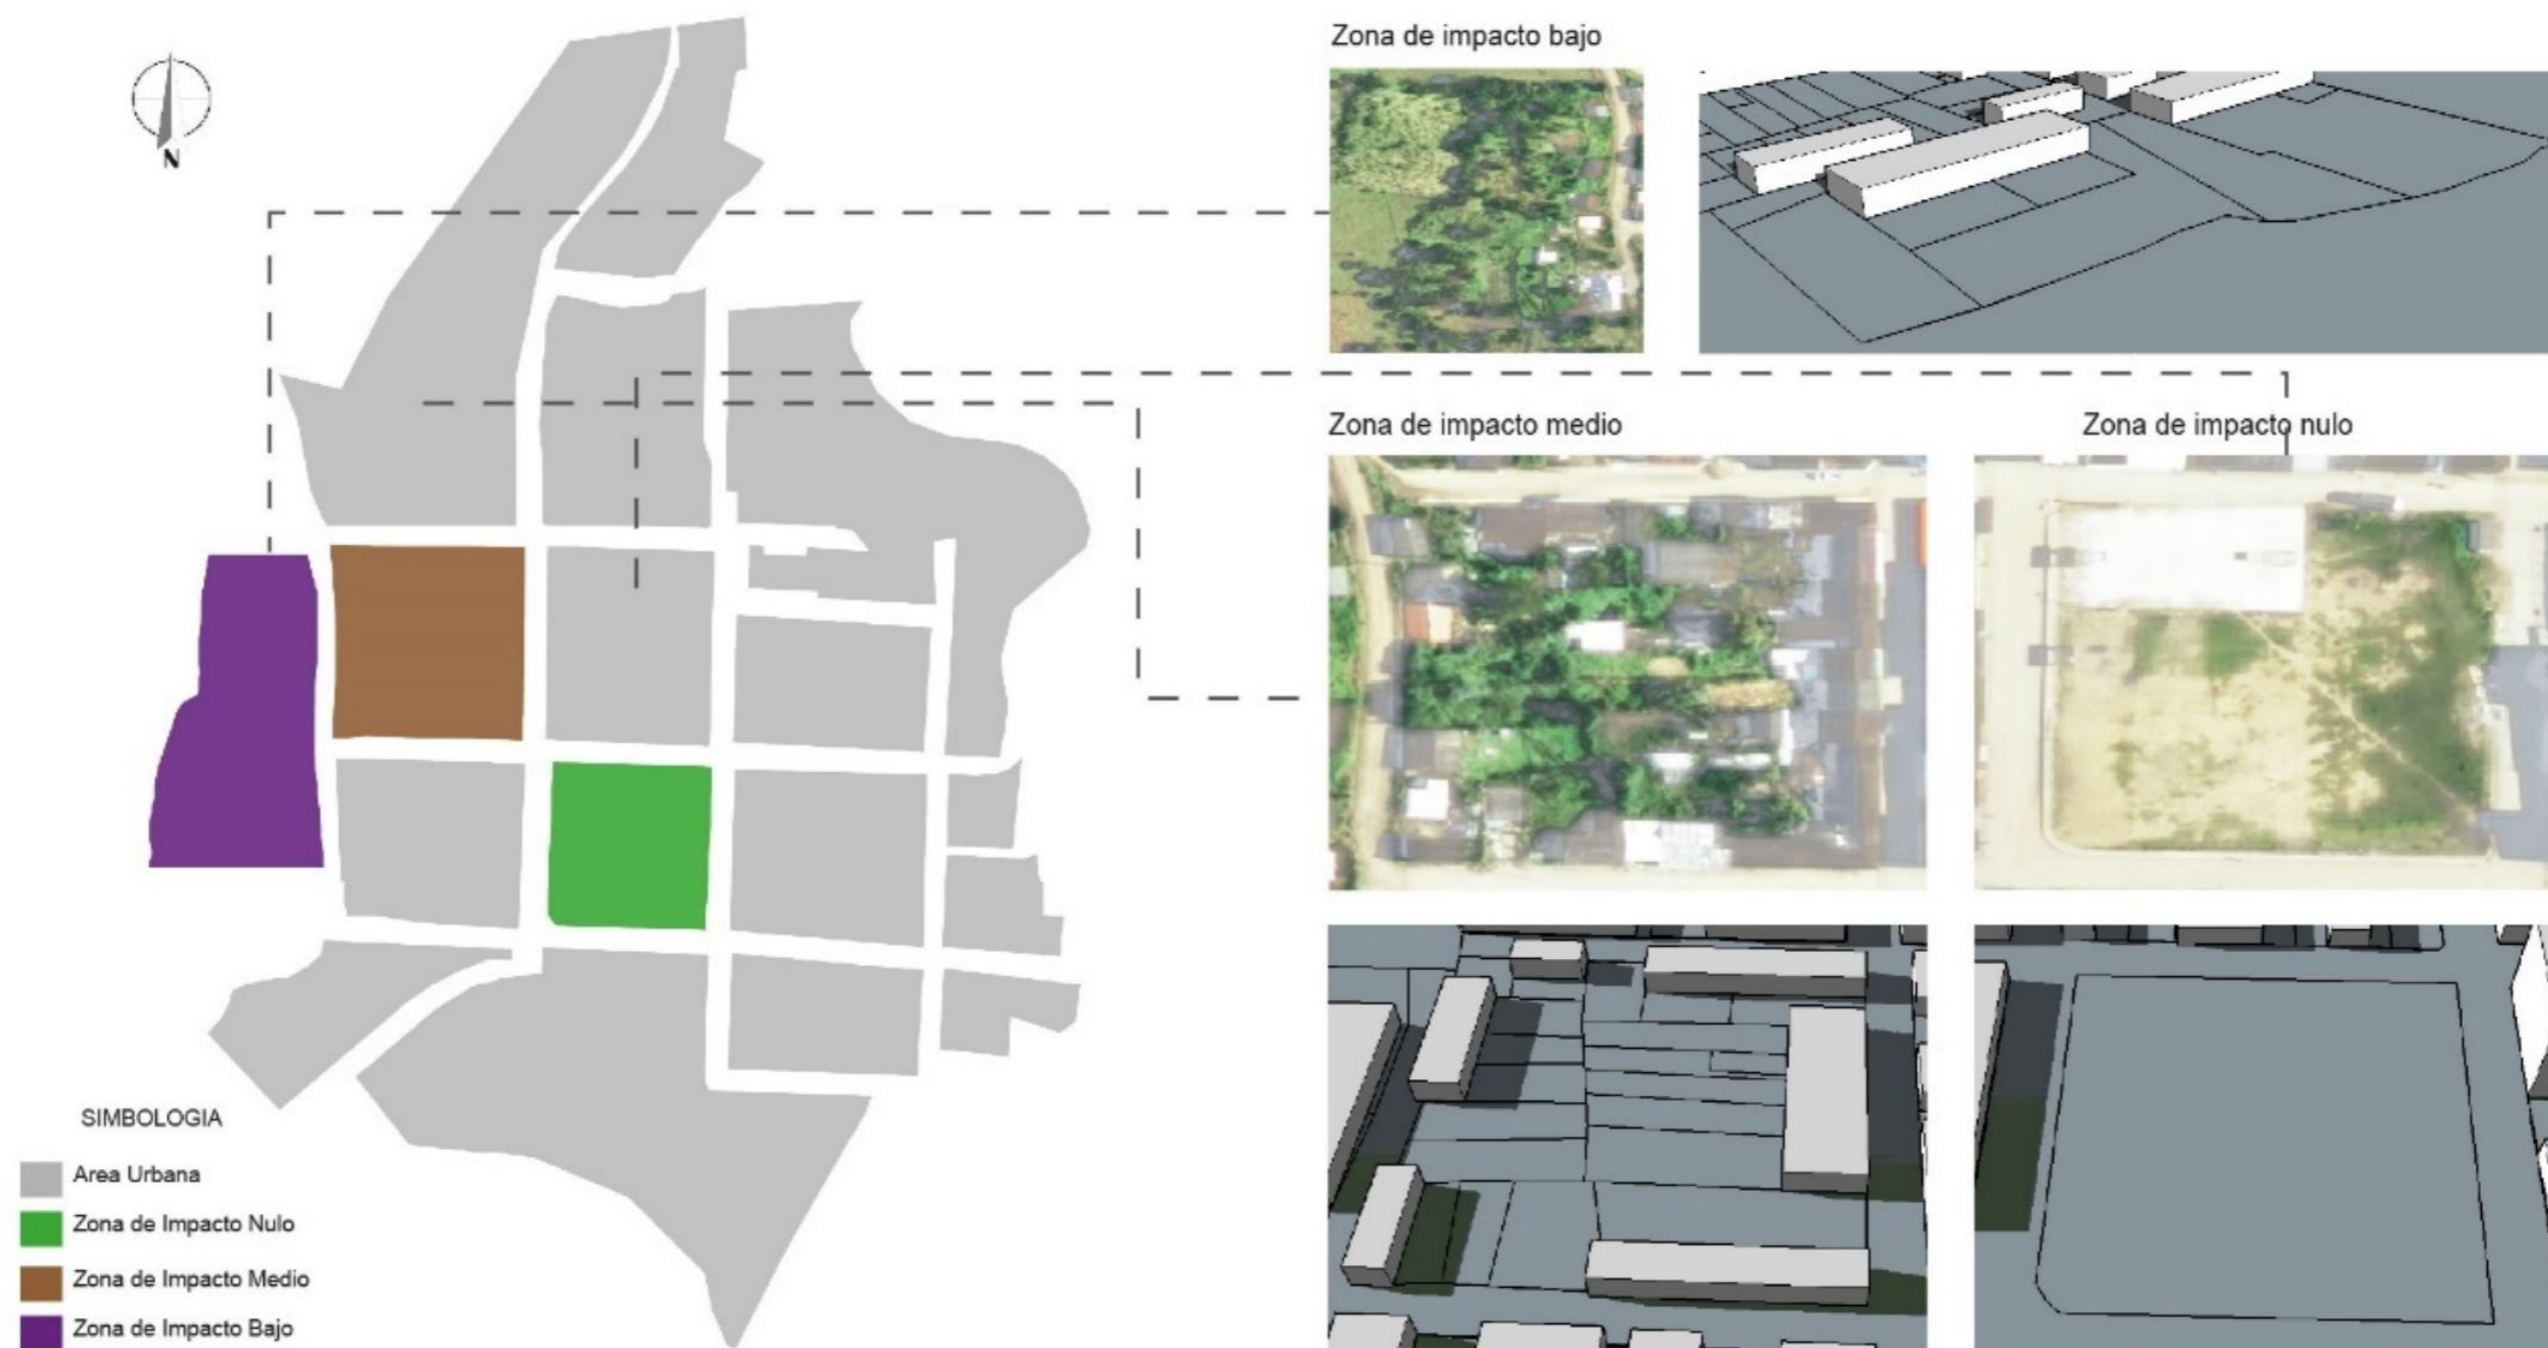 N
Zona de impacto bajo
Zona de impacto medio
Zona de impacto nulo
SIMBOLOGIA
Area Urbana
Zona de Impacto Nulo
Zona de Impacto Medio
Zona de Impacto Bajo